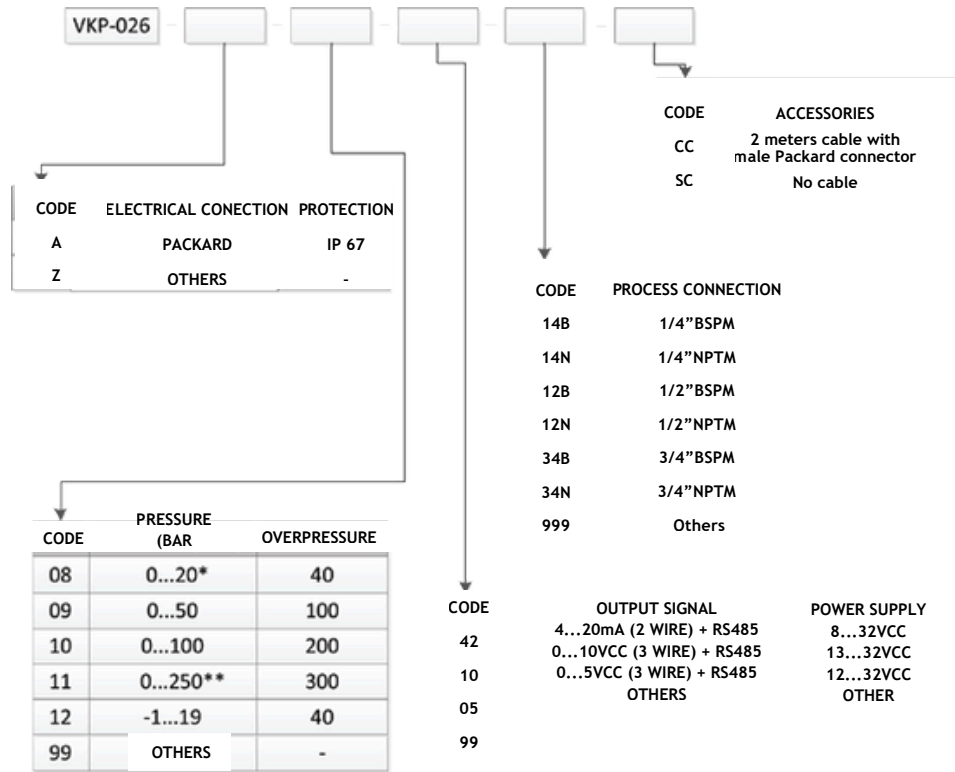 VKP-026
CODE ACCESSORIES
CC 2 meters cable with
male Packard connector
SC No cable
CODE ELECTRICAL CONECTION PROTECTION
A PACKARD IP 67
Z OTHERS -
CODE PROCESS CONNECTION
14B 1/4”BSPM
14N 1/4”NPTM
12B 1/2”BSPM
12N 1/2”NPTM
34B 3/4”BSPM
34N 3/4”NPTM
999 Others
CODE PRESSURE
(BAR OVERPRESSURE
08 0...20* 40
09 0...50 100
10 0...100 200
11 0...250** 300
12 -1...19 40
99 OTHERS -
CODE OUTPUT SIGNAL POWER SUPPLY
42 4...20mA (2 WIRE) + RS485 8...32VCC
10 0...10VCC (3 WIRE) + RS485 13...32VCC
05 0...5VCC (3 WIRE) + RS485 12...32VCC
99 OTHERS OTHER